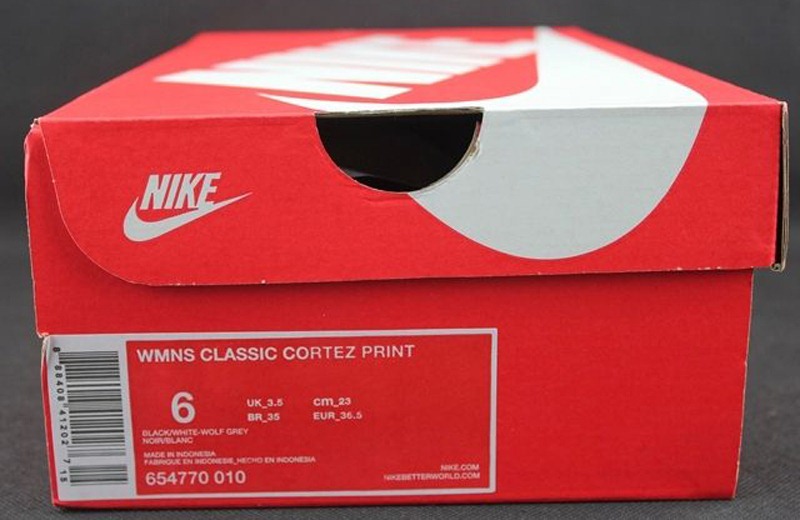 NIKE
NIKE
WMNS CLASSIC CORTEZ PRINT
6
UK_3.5 cm_23
BR_35 EUR_36.5
BLACK/WHITE-WOLF GREY
NOIR/BLANC
MADE IN INDONESIA
FABRIQUE EN INDONESIE_HECHO EN INDONESIA
654770 010
NIKE.COM
NIKEBETTERWORLD.COM